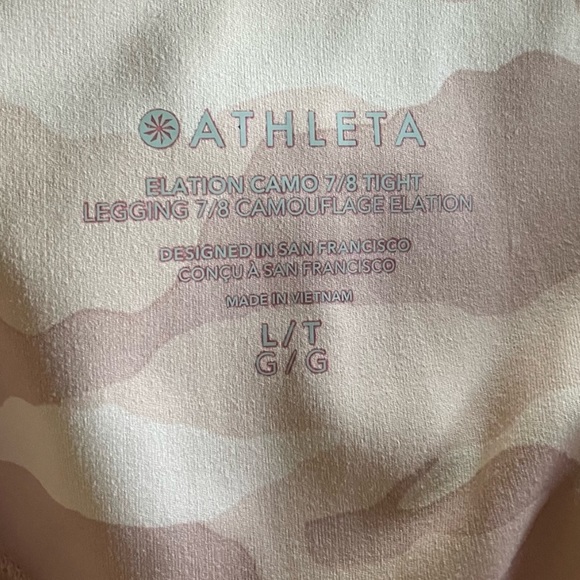 ATHLETA
ELATION CAMO 7/8 TIGHT
LEGGING 7/8 CAMOUFLAGE ELATION
DESIGNED IN SAN FRANCISCO
CONÇU À SAN FRANCISCO
MADE IN VIETNAM
L/T
G/G